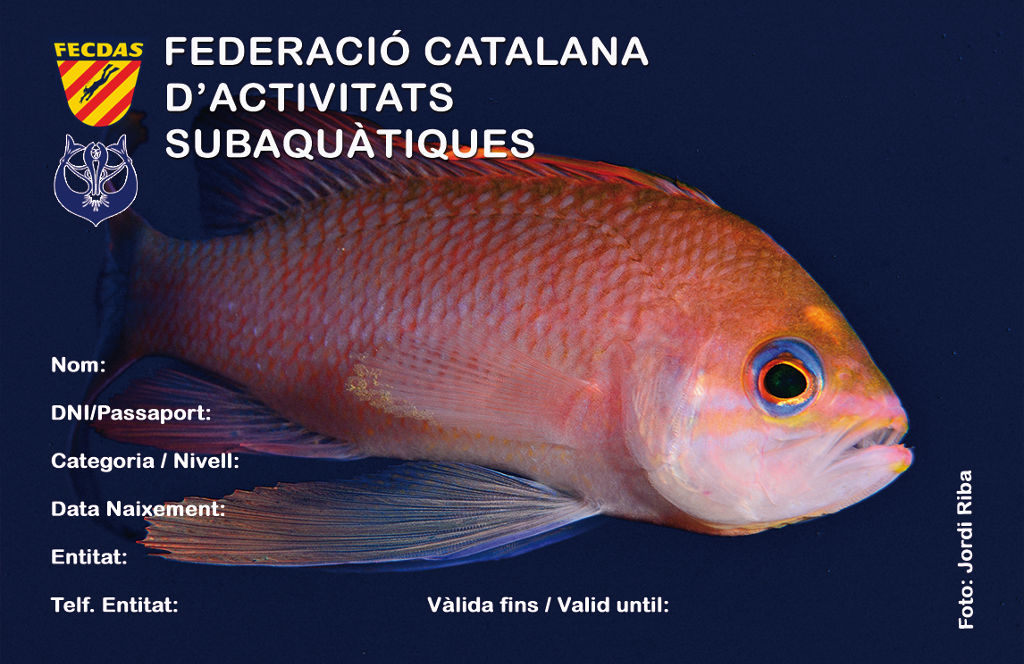 FECDAS
FEDERACIÓ CATALANA
D'ACTIVITATS
SUBAQUÀTIQUES
Nom:
DNI/Passaport:
Categoria / Nivell:
Data Naixement:
Entitat:
Telf. Entitat:
Vàlida fins / Valid until:
Foto: Jordi Riba